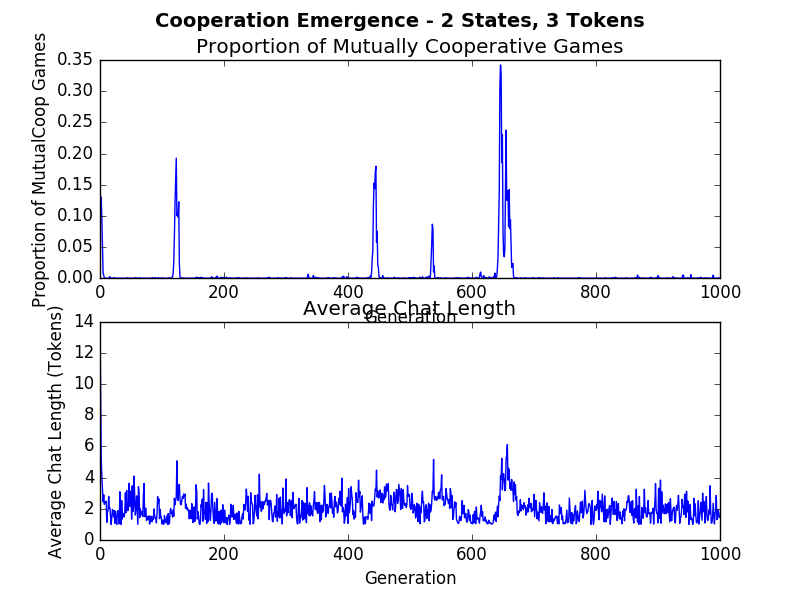 Cooperation Emergence - 2 States, 3 Tokens
Proportion of Mutually Cooperative Games
Proportion of MutualCoop Games
0.35
0.30
0.25
0.20
0.15
0.10
0.05
0.00
0 200 400 600 800 1000
Generation
Average Chat Length
Average Chat Length (Tokens)
14
12
10
8
6
4
2
0
0 200 400 600 800 1000
Generation